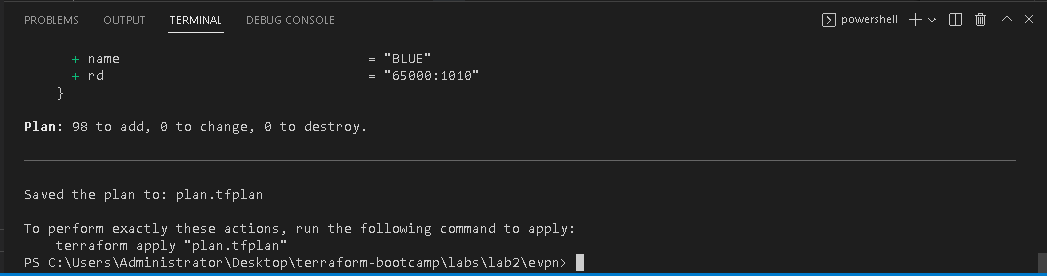 PROBLEMS OUTPUT TERMINAL DEBUG CONSOLE powershell
+ name = "BLUE"
+ rd = "65000:1010"
}
Plan: 98 to add, 0 to change, 0 to destroy.
Saved the plan to: plan.tfplan
To perform exactly these actions, run the following command to apply:
terraform apply "plan.tfplan"
PS C:\Users\Administrator\Desktop\terraform-bootcamp\labs\lab2\evpn>